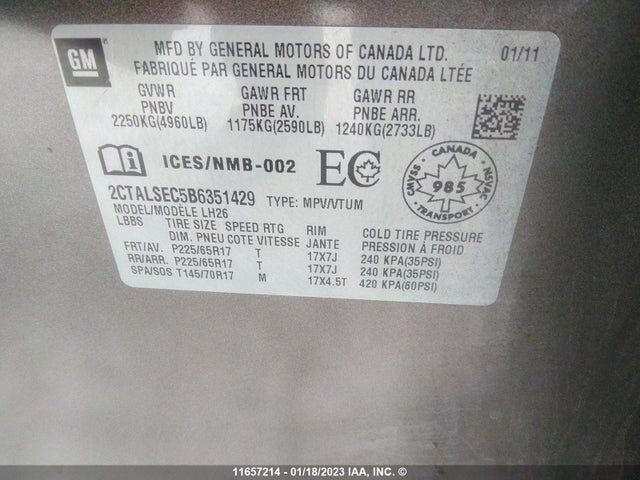 GM
MFD BY GENERAL MOTORS OF CANADA LTD. 01/11
FABRIQUÉ PAR GENERAL MOTORS DU CANADA LTÉE
GVWR GAWR FRT GAWR RR
PNBV PNBE AV. PNBE ARR.
2250KG(4960LB) 1175KG(2590LB) 1240KG(2733LB)
ICES/NMB-002 EC
CANADA
CMVSS 985 NSVAC
TRANSPORT
2CTALSEC5B6351429 TYPE: MPV/VTUM
MODEL/MODÈLE LH26
LBBS TIRE SIZE SPEED RTG RIM COLD TIRE PRESSURE
DIM. PNEU COTE VITESSE JANTE PRESSION À FROID
FRT/AV. P225/65R17 T 17X7J 240 KPA(35PSI)
RR/ARR. P225/65R17 T 17X7J 240 KPA(35PSI)
SPA/SOS T145/70R17 M 17X4.5T 420 KPA(60PSI)
11657214 - 01/18/2023 IAA, INC. ©